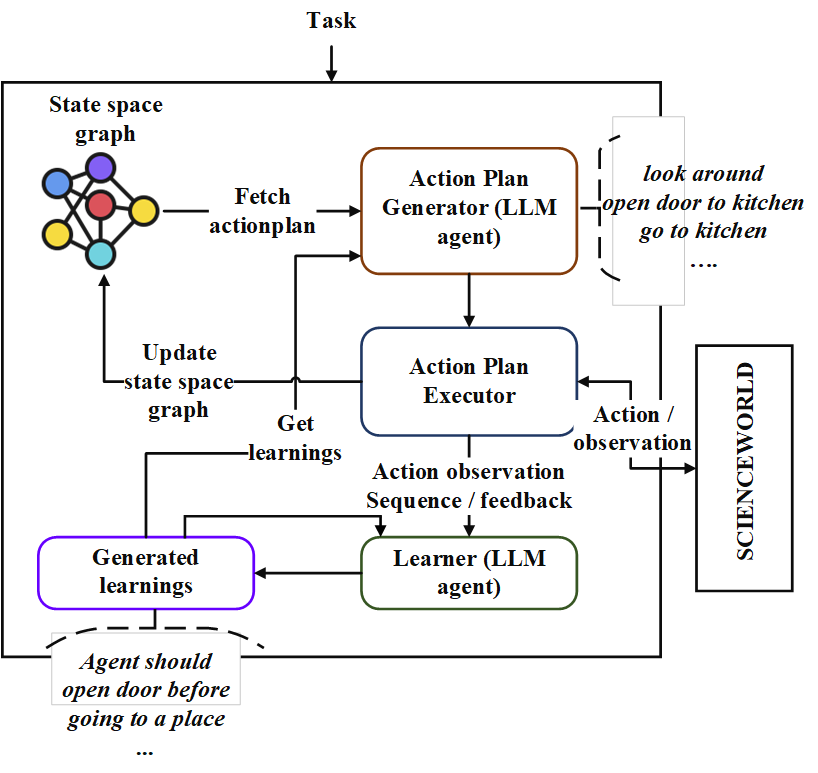 Task
State space
graph
Fetch
actionplan
Action Plan
Generator (LLM
agent)
look around
open door to kitchen
go to kitchen
....
Update
state space
graph
Action Plan
Executor
Action /
observation
SCIENCEWORLD
Get
learnings
Action observation
Sequence / feedback
Generated
learnings
Learner (LLM
agent)
Agent should
open door before
going to a place
...